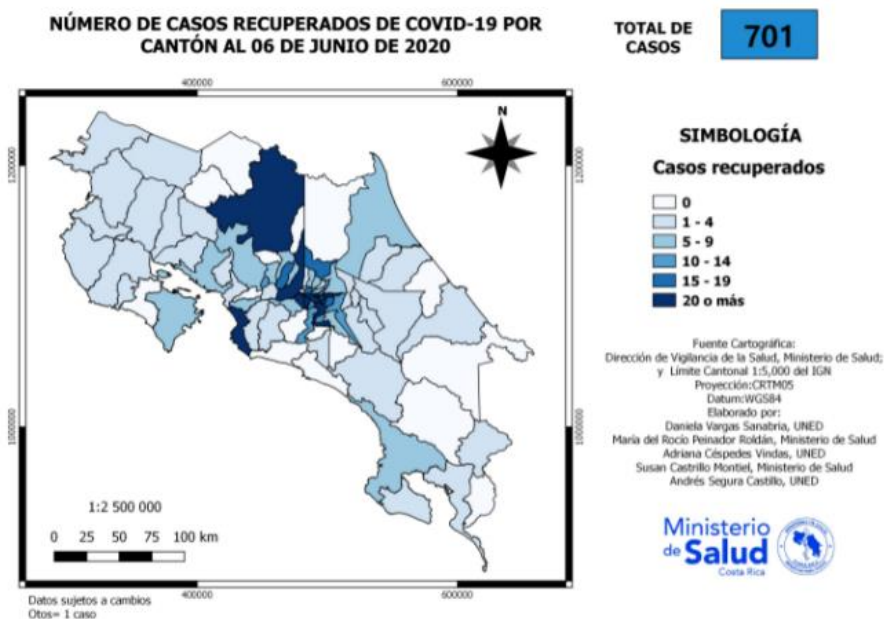 NÚMERO DE CASOS RECUPERADOS DE COVID-19 POR
CANTÓN AL 06 DE JUNIO DE 2020
TOTAL DE
CASOS
701
400000
600000
N
1200000
1200000
1000000
1000000
SIMBOLOGÍA
Casos recuperados
0
1 - 4
5 - 9
10 - 14
15 - 19
20 o más
Fuente Cartográfica:
Dirección de Vigilancia de la Salud, Ministerio de Salud;
y Límite Cantonal 1:5,000 del IGN
Proyección:CRTM05
Datum:WGS84
Elaborado por:
Daniela Vargas Sanabria, UNED
María del Rocío Peinador Roldán, Ministerio de Salud
Adriana Céspedes Vindas, UNED
Susan Castrillo Montiel, Ministerio de Salud
Andrés Segura Castillo, UNED
1:2 500 000
0 25 50 75 100 km
400000
600000
Ministerio
de Salud
Costa Rica
Datos sujetos a cambios
Otos= 1 caso